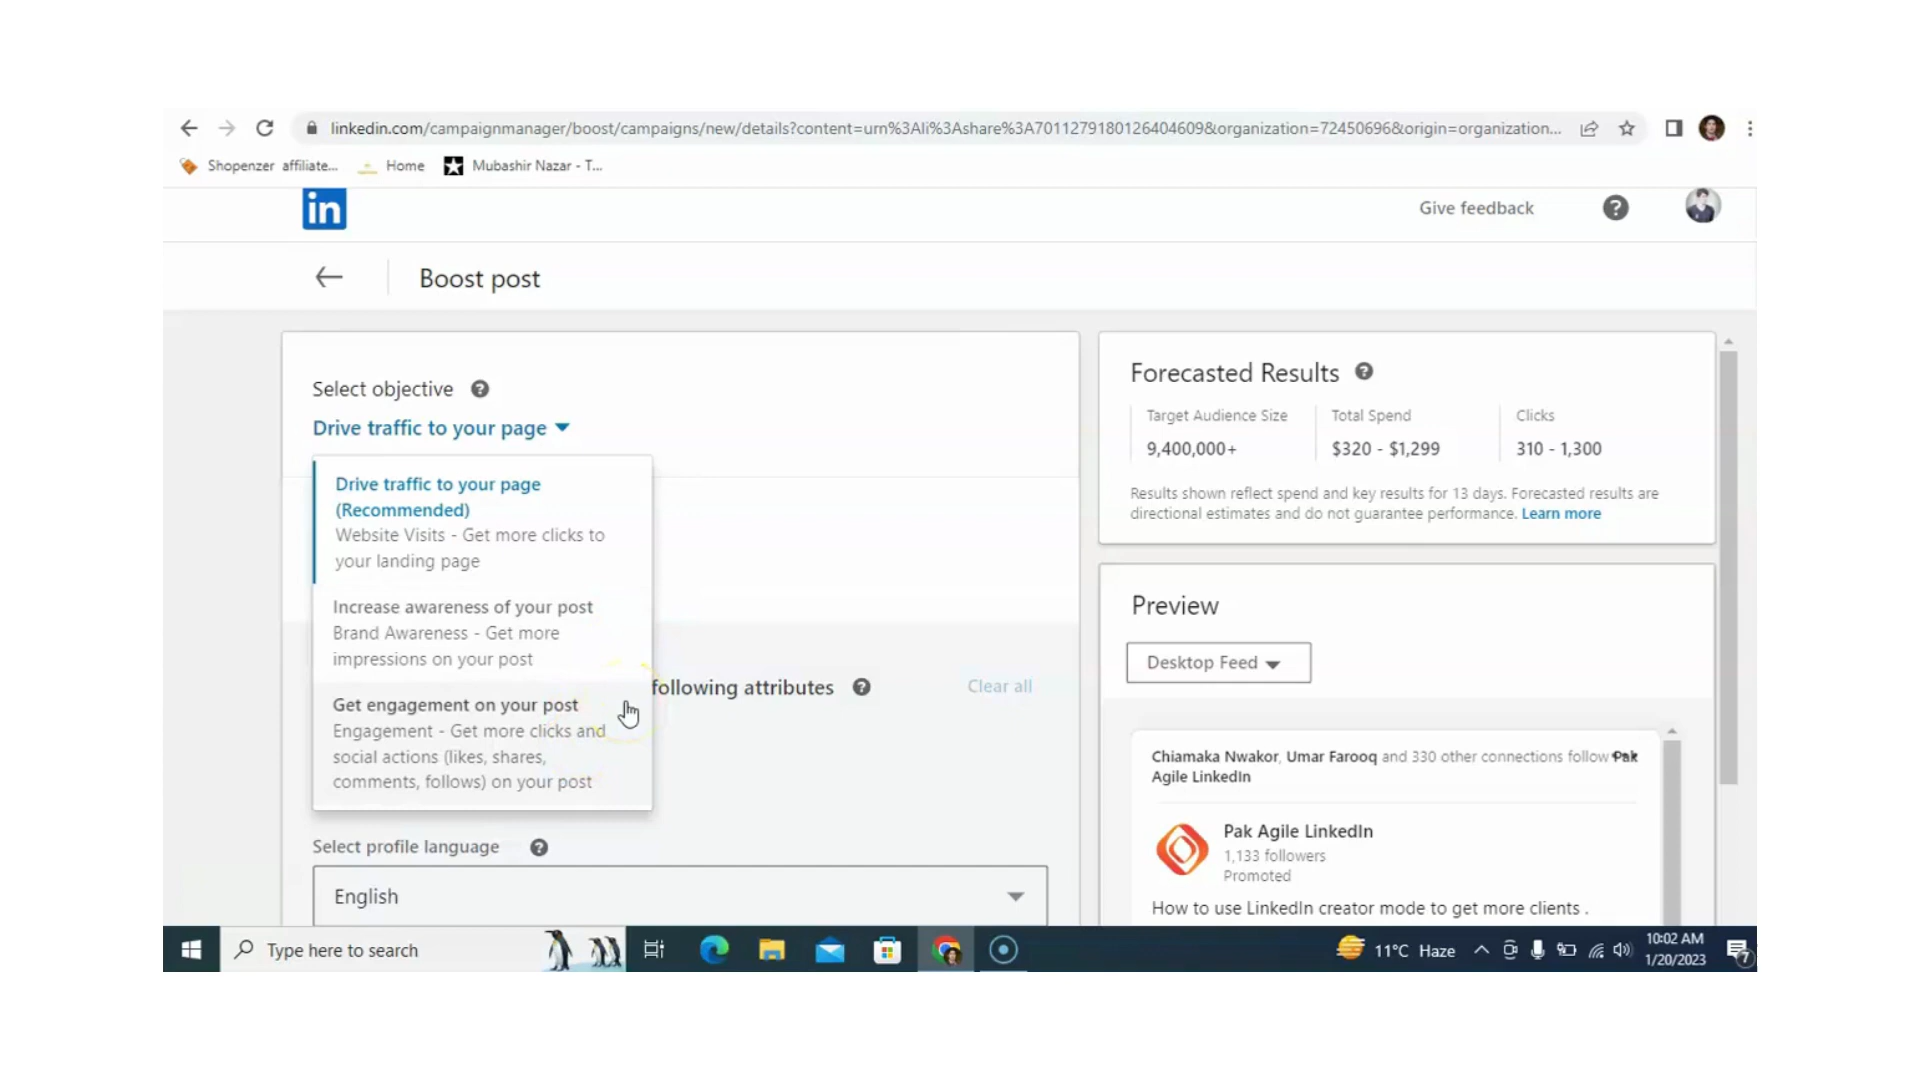 linkedin.com/campaignmanager/boost/campaigns/new/details?content=urn%3Ali%3Ashare%3A7011279180126404609&organization=72450696&origin=organization...
Shopenzer affiliate... Home Mubashir Nazar - T...
in Give feedback
Boost post
Select objective
Drive traffic to your page
Drive traffic to your page
(Recommended)
Website Visits - Get more clicks to
your landing page
Increase awareness of your post
Brand Awareness - Get more
impressions on your post
Get engagement on your post
Engagement - Get more clicks and
social actions (likes, shares,
comments, follows) on your post
following attributes Clear all
Select profile language
English
Forecasted Results
Target Audience Size Total Spend Clicks
9,400,000+ $320 - $1,299 310 - 1,300
Results shown reflect spend and key results for 13 days. Forecasted results are
directional estimates and do not guarantee performance. Learn more
Preview
Desktop Feed
Chiamaka Nwakor, Umar Farooq and 330 other connections follow Pak
Agile LinkedIn
Pak Agile LinkedIn
1,133 followers
Promoted
How to use LinkedIn creator mode to get more clients .
Type here to search 11°C Haze 10:02 AM
1/20/2023 7